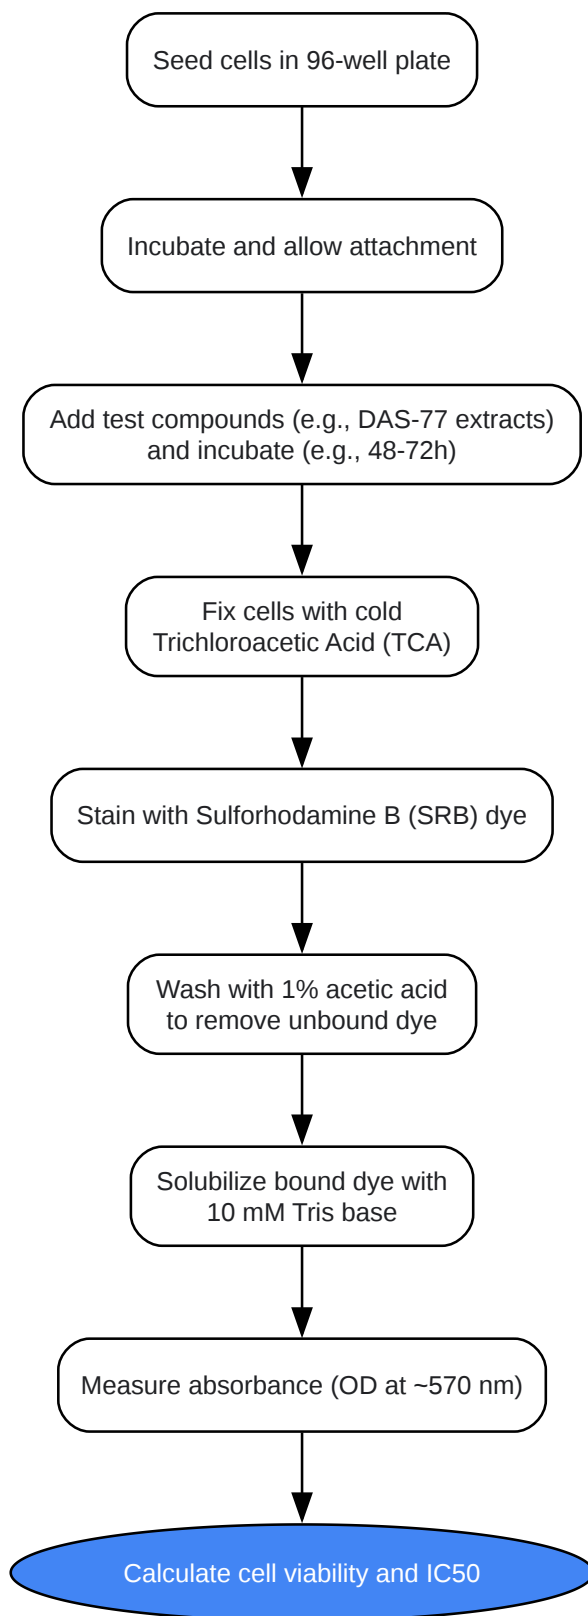 Seed cells in 96-well plate
Incubate and allow attachment
Add test compounds (e.g., DAS-77 extracts)
and incubate (e.g., 48-72h)
Fix cells with cold
Trichloroacetic Acid (TCA)
Stain with Sulforhodamine B (SRB) dye
Wash with 1% acetic acid
to remove unbound dye
Solubilize bound dye with
10 mM Tris base
Measure absorbance (OD at ~570 nm)
Calculate cell viability and IC50